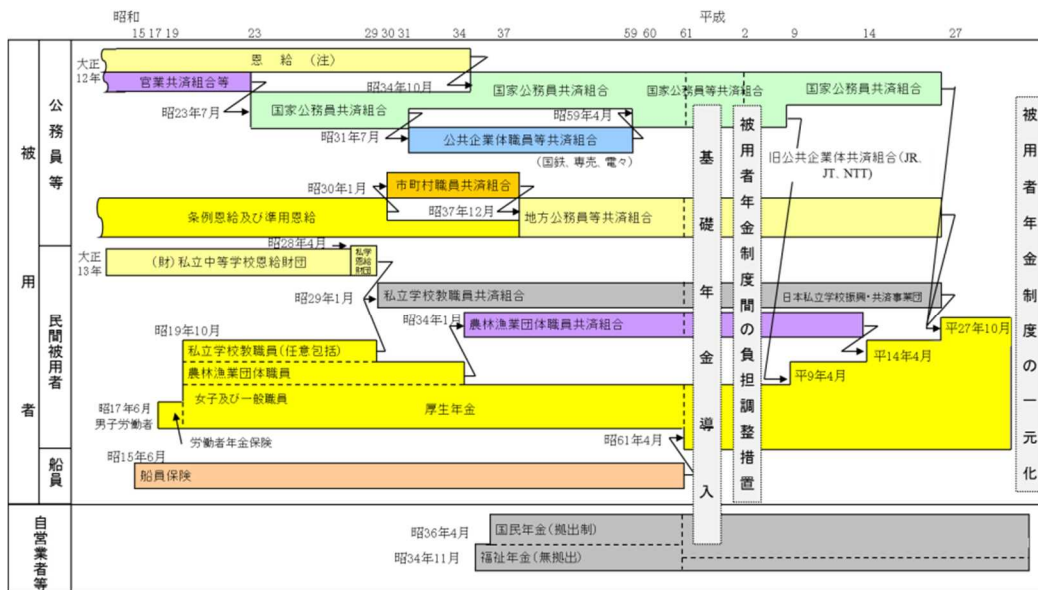 昭和
平成
15 17 19 23 29 30 31 34 37 59 60 61 2 9 14 27
大正
12年
恩 給 (注)
官業共済組合等
昭34年10月
昭23年7月
国家公務員共済組合
国家公務員共済組合
国家公務員等共済組合
国家公務員共済組合
昭31年7月
昭59年4月
公共企業体職員等共済組合
(国鉄、専売、電々)
旧公共企業体共済組合(JR、
JT、NTT)
昭30年1月
市町村職員共済組合
昭37年12月
条例恩給及び準用恩給
地方公務員等共済組合
昭28年4月
大正
13年
(財)私立中等学校恩給財団
私学
恩給
財団
昭29年1月
私立学校教職員共済組合
日本私立学校振興・共済事業団
昭34年1月
農林漁業団体職員共済組合
昭19年10月
私立学校教職員(任意包括)
農林漁業団体職員
女子及び一般職員
厚生年金
昭17年6月
男子労働者
労働者年金保険
平27年10月
平14年4月
平9年4月
昭61年4月
昭15年6月
船員保険
昭36年4月
国民年金(拠出制)
昭34年11月
福祉年金(無拠出)
被用者
公務員等
民間被用者
船員
自営業者等
基礎年金導入
被用者年金制度間の負担調整措置
被用者年金制度の一元化